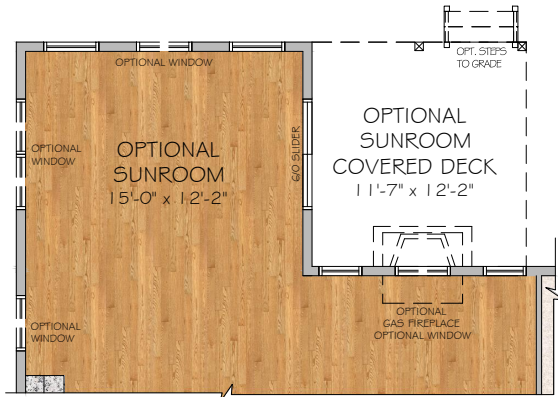 OPT. STEPS
TO GRADE
OPTIONAL WINDOW
OPTIONAL
SUNROOM
COVERED DECK
11'-7" x 12'-2"
OPTIONAL
WINDOW
OPTIONAL
SUNROOM
15'-0" x 12'-2"
6/0 SLIDER
OPTIONAL
GAS FIREPLACE
OPTIONAL WINDOW
OPTIONAL
WINDOW